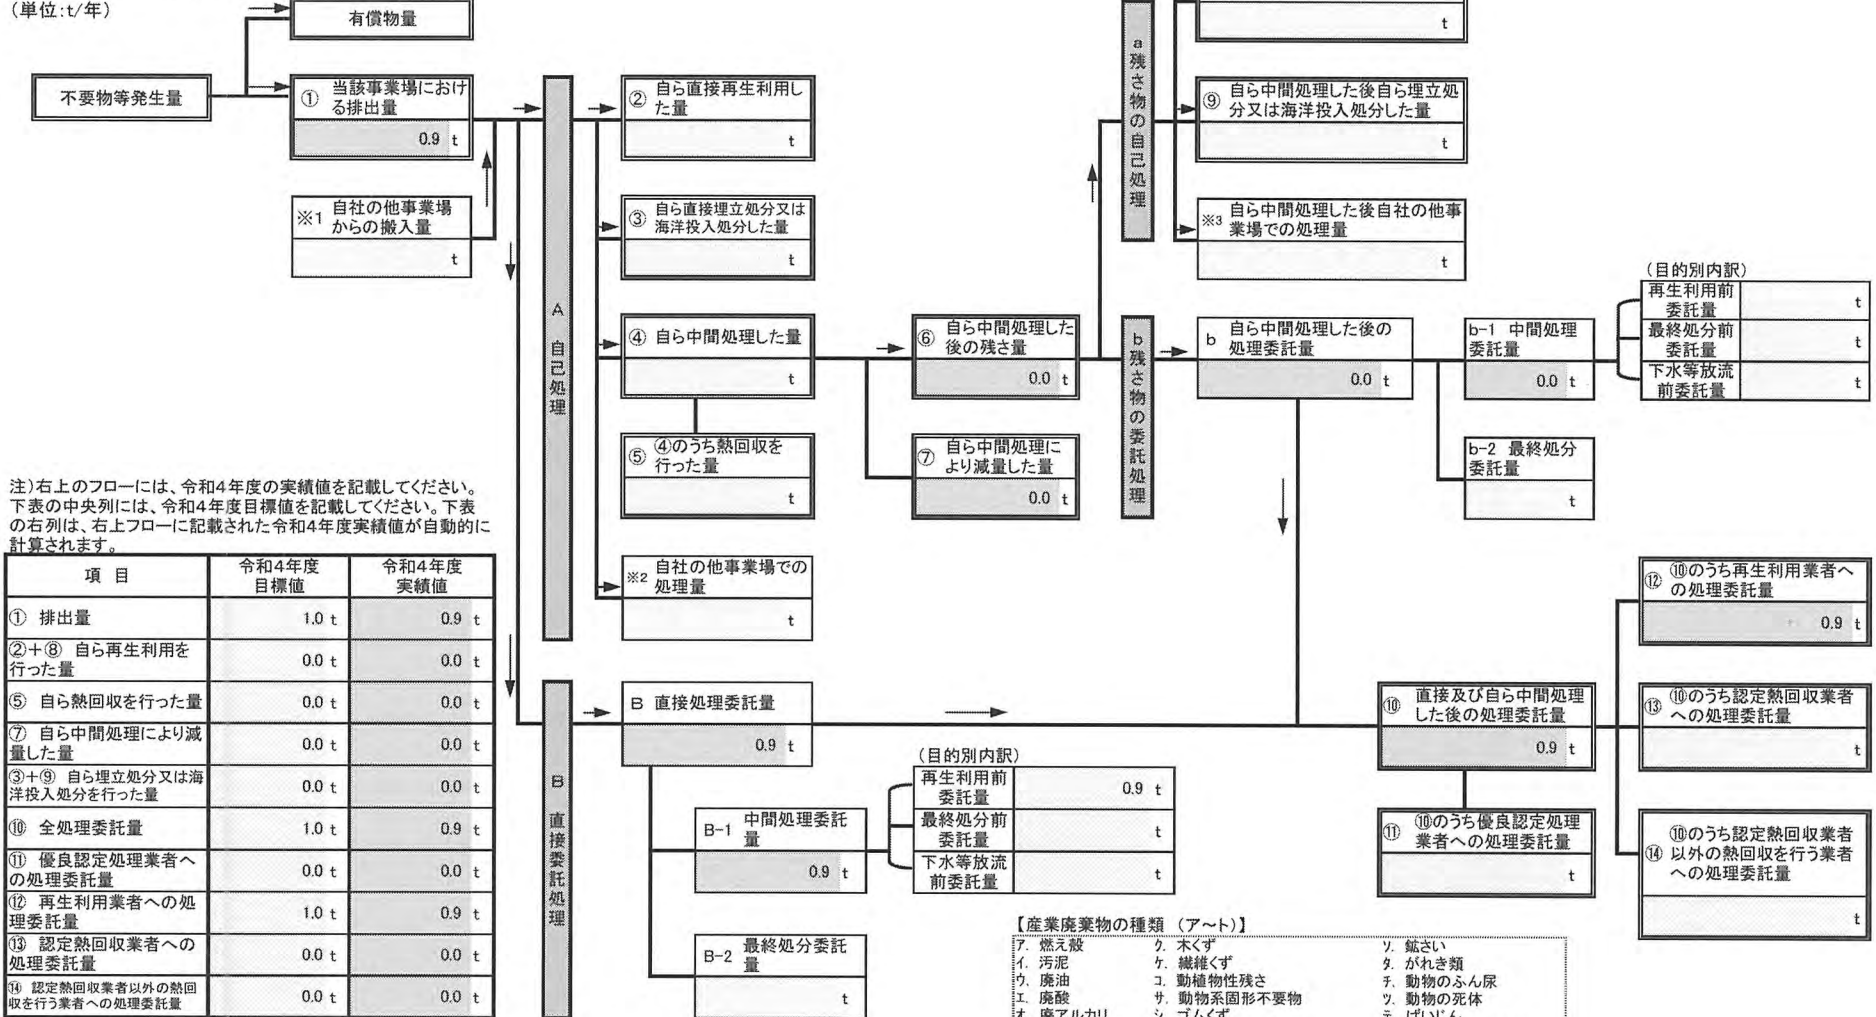 (単位:t/年)
有償物量
不要物等発生量
① 当該事業場におけ
る排出量
0.9 t
※1 自社の他事業場
からの搬入量
t
A 自己処理
② 自ら直接再生利用し
た量
t
③ 自ら直接埋立処分又は
海洋投入処分した量
t
④ 自ら中間処理した量
t
⑤ ④のうち熱回収を
行った量
t
※2 自社の他事業場での
処理量
t
⑥ 自ら中間処理した
後の残さ量
0.0 t
⑦ 自ら中間処理に
より減量した量
0.0 t
a 残さ物の自己処理
t
⑨ 自ら中間処理した後自ら埋立処
分又は海洋投入処分した量
t
※3 自ら中間処理した後自社の他事
業場での処理量
t
b 残さ物の委託処理
b 自ら中間処理した後の
処理委託量
0.0 t
b-1 中間処理
委託量
0.0 t
(目的別内訳)
再生利用前
委託量 t
最終処分前
委託量 t
下水等放流
前委託量 t
b-2 最終処分
委託量
t
注)右上のフローには、令和4年度の実績値を記載してください。
下表の中央列には、令和4年度目標値を記載してください。下表
の右列は、右上フローに記載された令和4年度実績値が自動的に
計算されます。
項 目 令和4年度
目標値 令和4年度
実績値
① 排出量 1.0 t 0.9 t
②+⑧ 自ら再生利用を
行った量 0.0 t 0.0 t
⑤ 自ら熱回収を行った量 0.0 t 0.0 t
⑦ 自ら中間処理により減
量した量 0.0 t 0.0 t
③+⑨ 自ら埋立処分又は海
洋投入処分を行った量 0.0 t 0.0 t
⑩ 全処理委託量 1.0 t 0.9 t
⑪ 優良認定処理業者へ
の処理委託量 0.0 t 0.0 t
⑫ 再生利用業者への処
理委託量 1.0 t 0.9 t
⑬ 認定熱回収業者への
処理委託量 0.0 t 0.0 t
⑭ 認定熱回収業者以外の熱回
収を行う業者への処理委託量 0.0 t 0.0 t
B 直接委託処理
B 直接処理委託量
0.9 t
B-1 中間処理委託
量
0.9 t
(目的別内訳)
再生利用前
委託量 0.9 t
最終処分前
委託量 t
下水等放流
前委託量 t
B-2 最終処分委託
量
t
⑩ 直接及び自ら中間処理
した後の処理委託量
0.9 t
⑪ ⑩のうち優良認定処理
業者への処理委託量
t
⑫ ⑩のうち再生利用業者へ
の処理委託量
0.9 t
⑬ ⑩のうち認定熱回収業者
への処理委託量
t
⑭ ⑩のうち認定熱回収業者
以外の熱回収を行う業者
への処理委託量
t
【産業廃棄物の種類 (ア~ト)】
ア. 燃え殻 ク. 木くず ソ. 鉱さい
イ. 汚泥 ケ. 繊維くず タ. がれき類
ウ. 廃油 コ. 動植物性残さ チ. 動物のふん尿
エ. 廃酸 サ. 動物系固形不要物 ツ. 動物の死体
オ. 廃アルカリ シ. ゴムくず テ. ばいじん